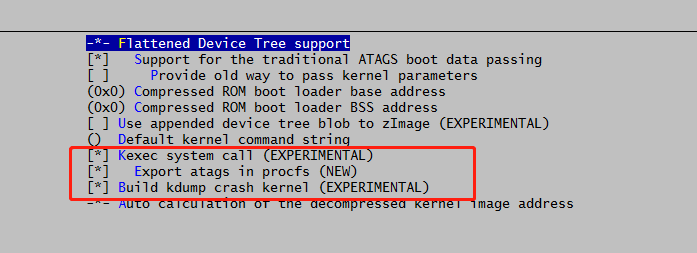 -*- Flattened Device Tree support
[*]   Support for the traditional ATAGS boot data passing
[ ]     Provide old way to pass kernel parameters
(0x0) Compressed ROM boot loader base address
(0x0) Compressed ROM boot loader BSS address
[ ] Use appended device tree blob to zImage (EXPERIMENTAL)
()  Default kernel command string
[*] Kexec system call (EXPERIMENTAL)
[*]   Export atags in procfs (NEW)
[*] Build kdump crash kernel (EXPERIMENTAL)
-*- Auto calculation of the decompressed kernel image address